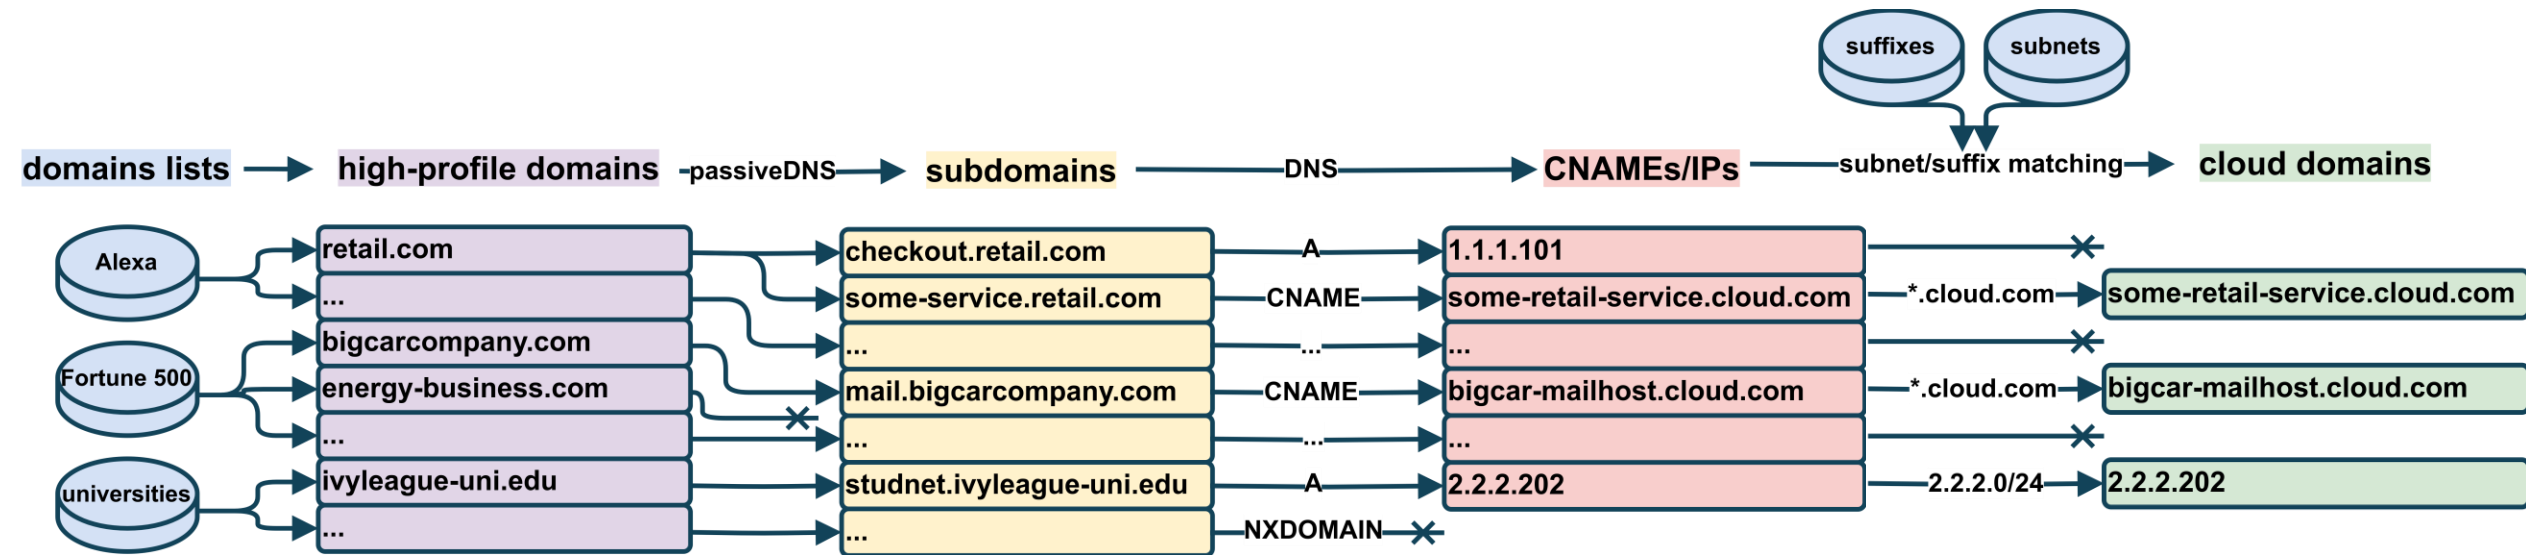 suffixes subnets
domains lists high-profile domains passiveDNS subdomains DNS CNAMEs/IPs subnet/suffix matching cloud domains
Alexa
Fortune 500
universities
retail.com
...
bigcarcompany.com
energy-business.com
...
ivyleague-uni.edu
...
checkout.retail.com
some-service.retail.com
...
mail.bigcarcompany.com
...
studnet.ivyleague-uni.edu
...
A
CNAME
...
CNAME
...
A
NXDOMAIN
1.1.1.101
some-retail-service.cloud.com
...
bigcar-mailhost.cloud.com
...
2.2.2.202
*.cloud.com
*.cloud.com
2.2.2.0/24
some-retail-service.cloud.com
bigcar-mailhost.cloud.com
2.2.2.202